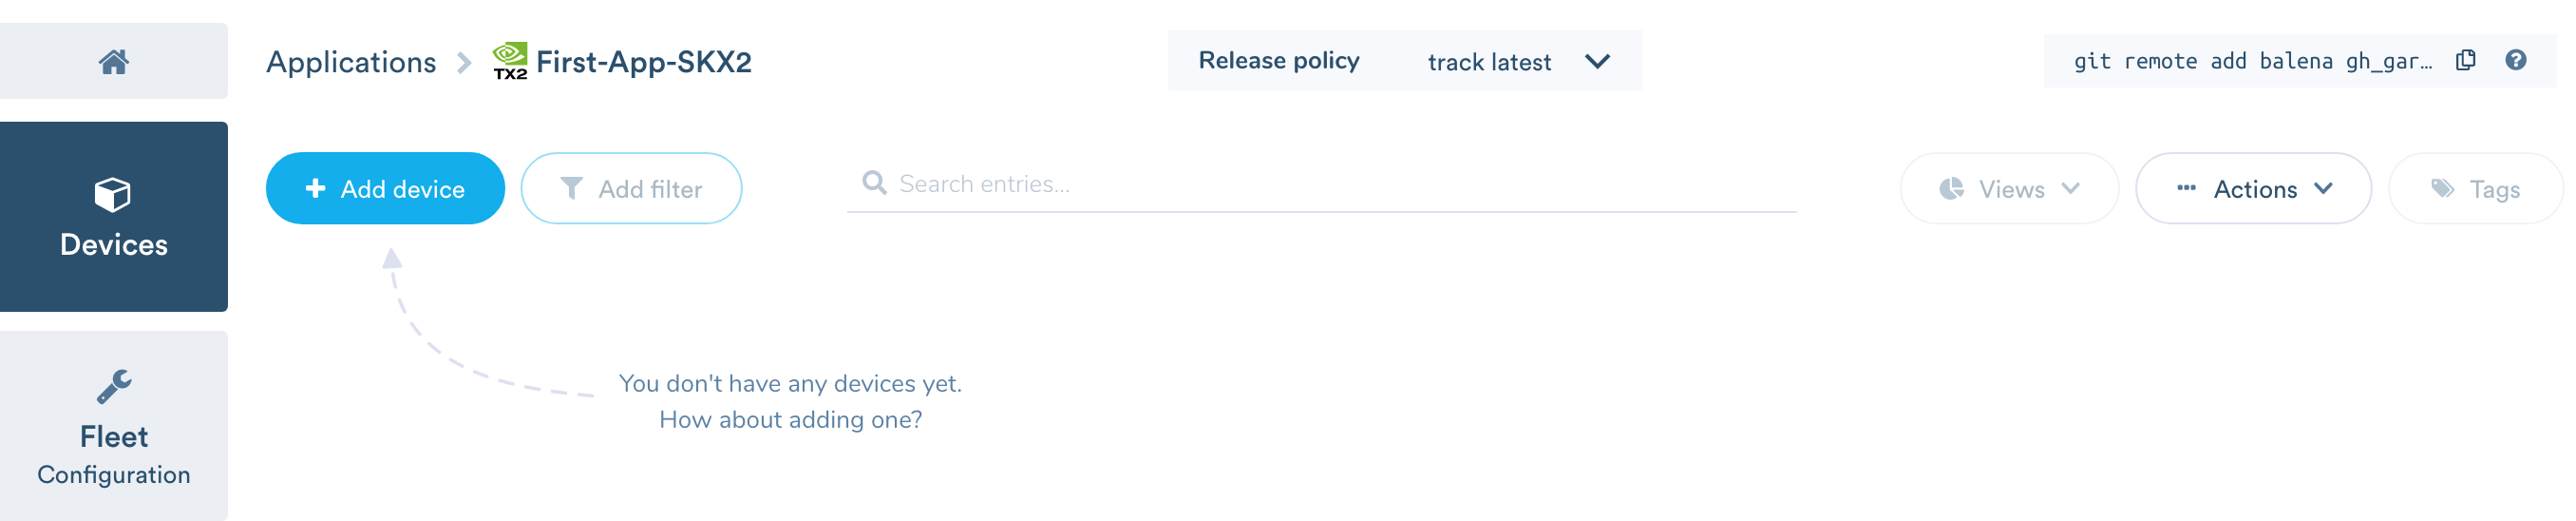 Applications
TX2
First-App-SKX2
Release policy
track latest
git remote add balena gh_gar…
Add device
Add filter
Search entries...
Views
Actions
Tags
Devices
You don't have any devices yet.
How about adding one?
Fleet
Configuration